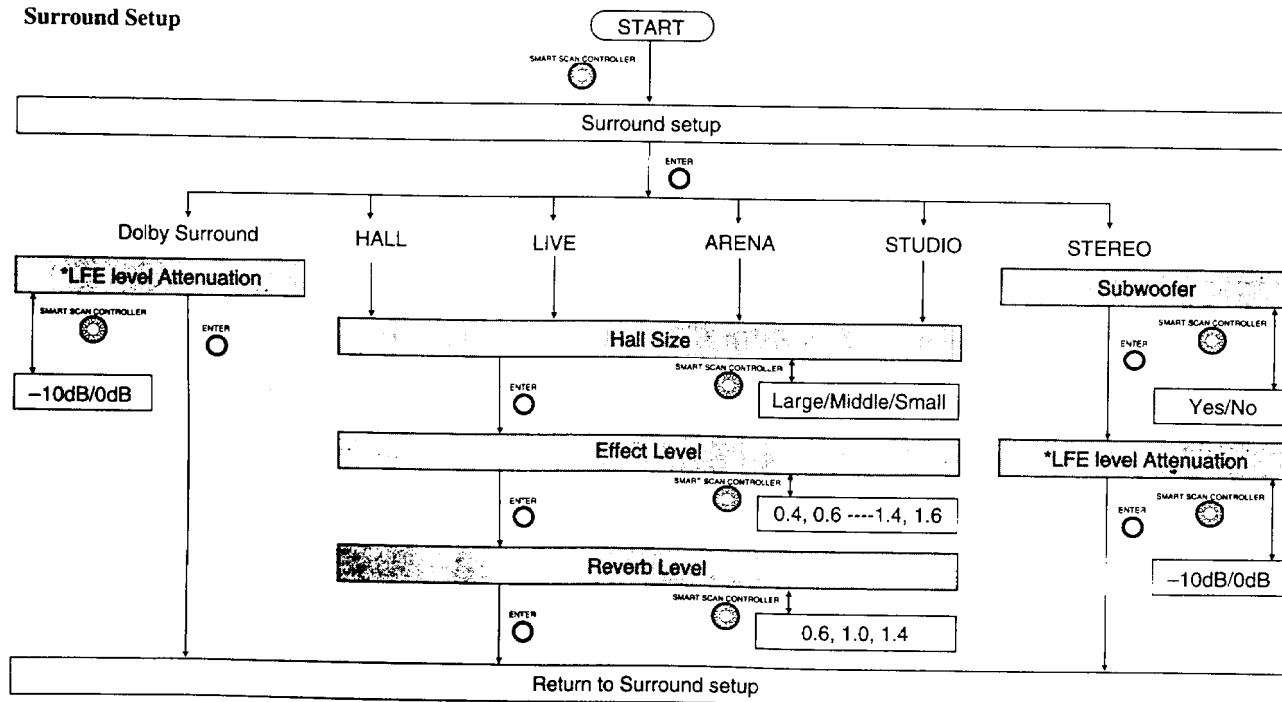 Surround Setup
START
SMART SCAN CONTROLLER
Surround setup
ENTER
Dolby Surround
HALL
LIVE
ARENA
STUDIO
STEREO
*LFE level Attenuation
SMART SCAN CONTROLLER
ENTER
–10dB/0dB
Hall Size
ENTER
SMART SCAN CONTROLLER
Large/Middle/Small
Effect Level
ENTER
SMART SCAN CONTROLLER
0.4, 0.6 ----1.4, 1.6
Reverb Level
ENTER
SMART SCAN CONTROLLER
0.6, 1.0, 1.4
Subwoofer
ENTER
SMART SCAN CONTROLLER
Yes/No
*LFE level Attenuation
ENTER
SMART SCAN CONTROLLER
–10dB/0dB
Return to Surround setup